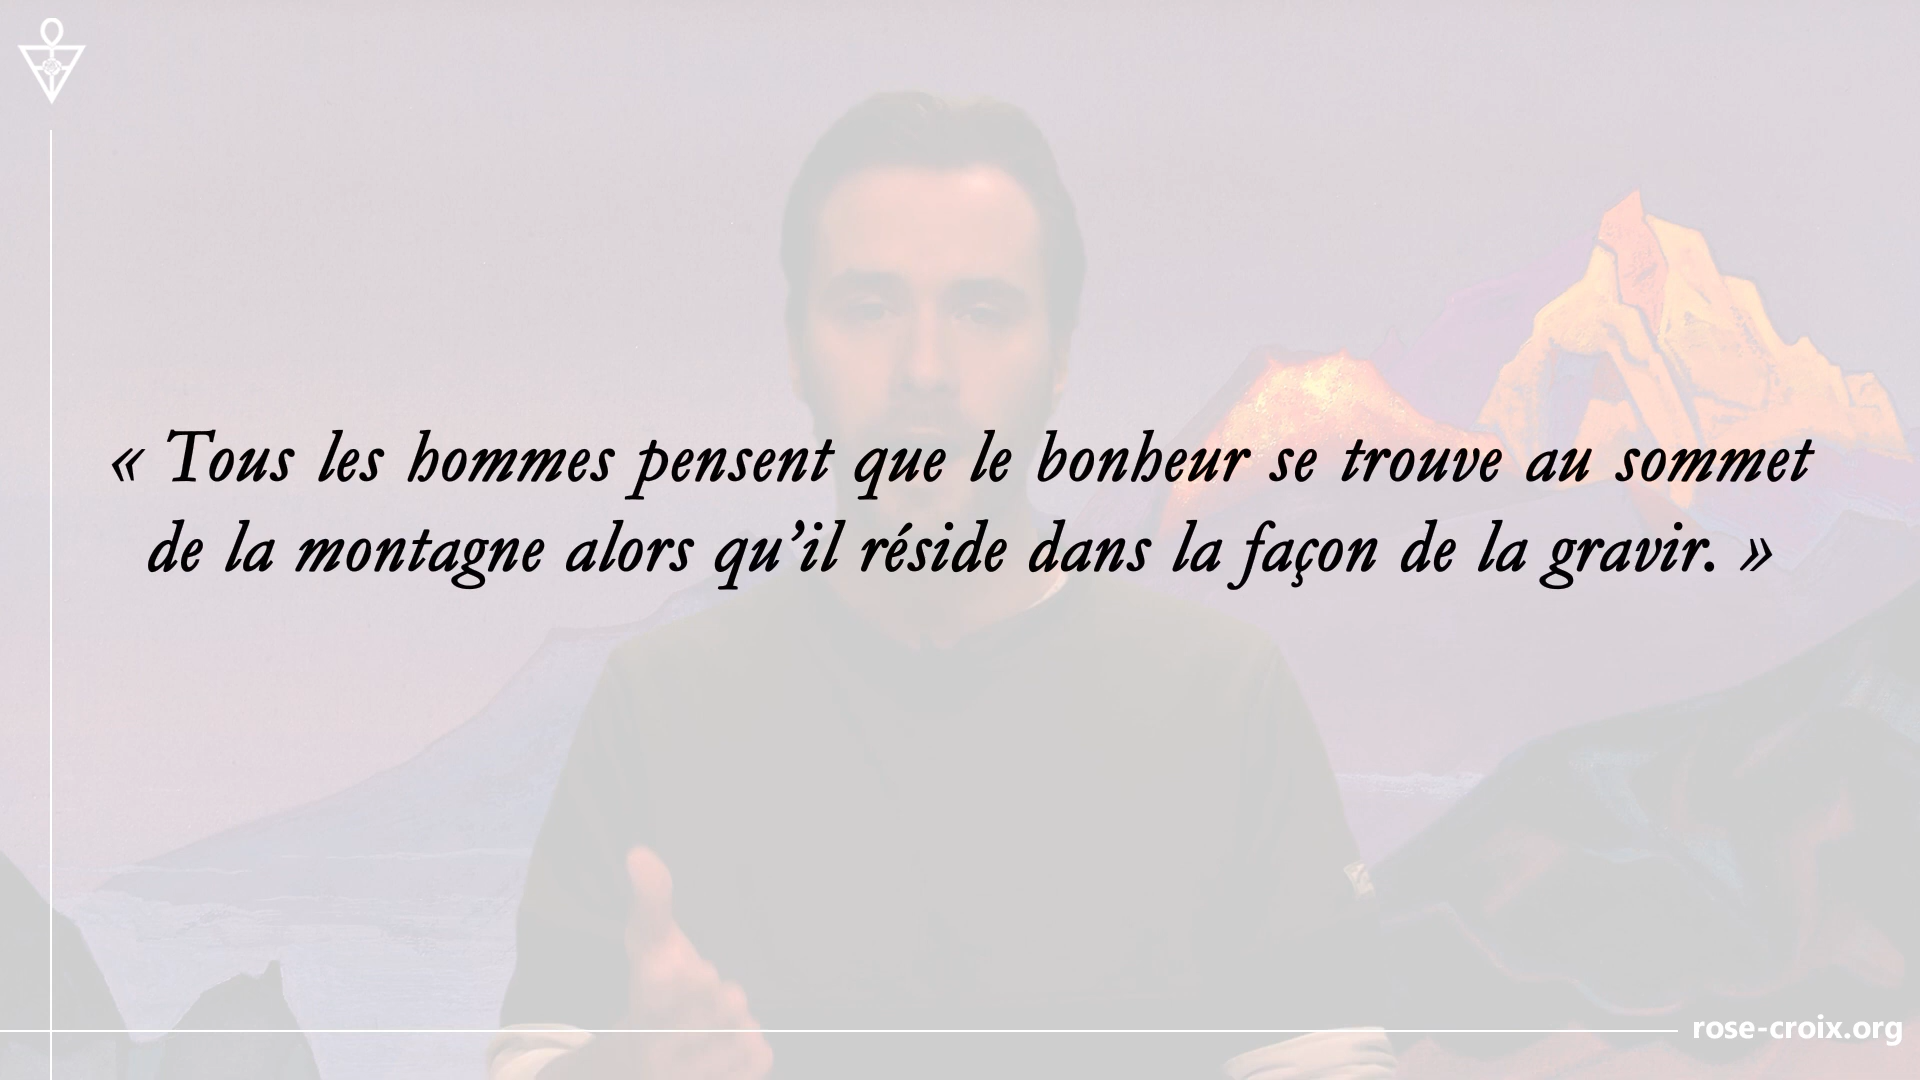 « Tous les hommes pensent que le bonheur se trouve au sommet
de la montagne alors qu’il réside dans la façon de la gravir. »
rose-croix.org